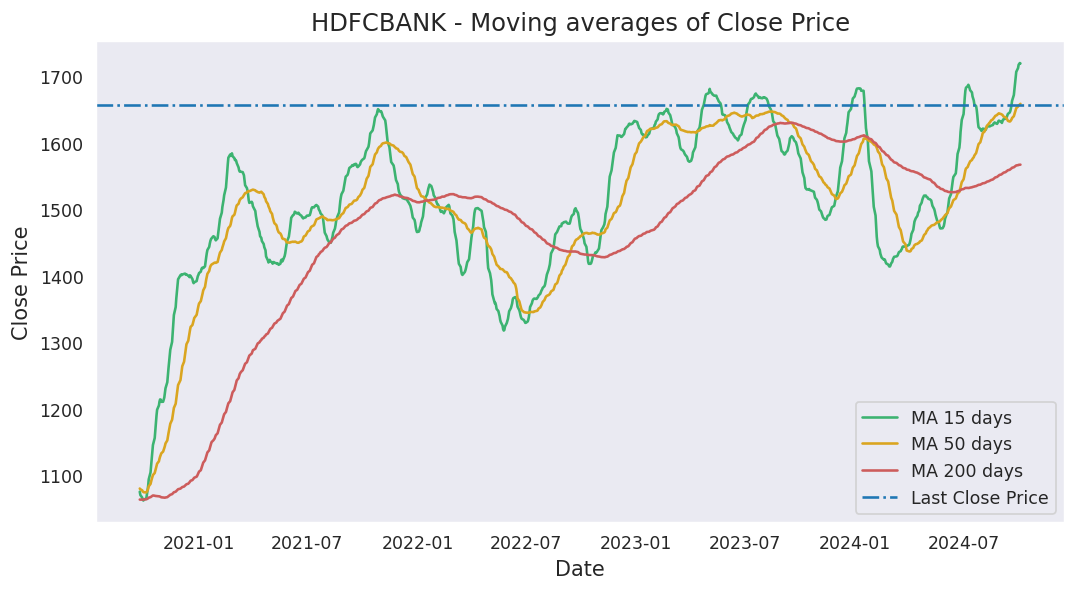 HDFCBANK - Moving averages of Close Price
Close Price
1700
1600
1500
1400
1300
1200
1100
MA 15 days
MA 50 days
MA 200 days
Last Close Price
2021-01 2021-07 2022-01 2022-07 2023-01 2023-07 2024-01 2024-07
Date